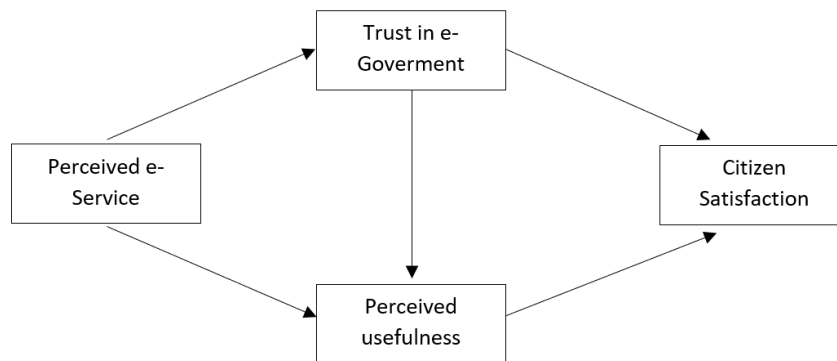 Trust in e-
Goverment
Perceived e-
Service
Citizen
Satisfaction
Perceived
usefulness